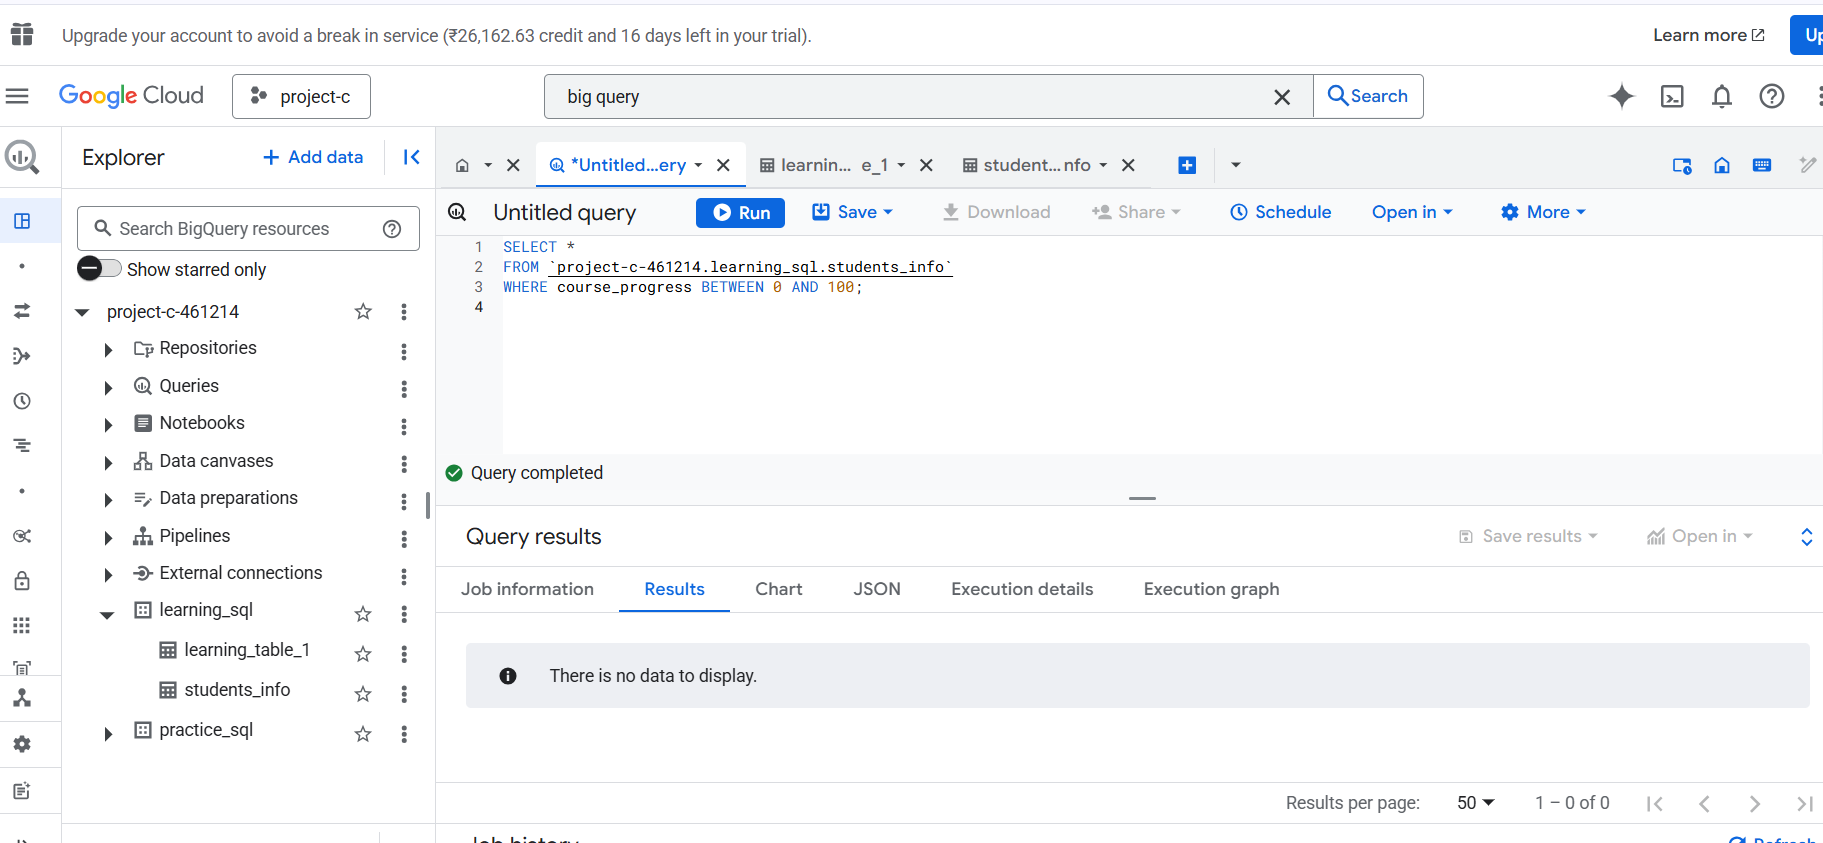 Upgrade your account to avoid a break in service (₹26,162.63 credit and 16 days left in your trial).
Learn more
Up
Google Cloud
project-c
big query
Search
Explorer
+ Add data
*Untitled...ery
learnin... e_1
student...nfo
Search BigQuery resources
Show starred only
project-c-461214
Repositories
Queries
Notebooks
Data canvases
Data preparations
Pipelines
External connections
learning_sql
learning_table_1
students_info
practice_sql
Untitled query
Run
Save
Download
Share
Schedule
Open in
More
1 SELECT *
2 FROM `project-c-461214.learning_sql.students_info`
3 WHERE course_progress BETWEEN 0 AND 100;
4
Query completed
Query results
Save results
Open in
Job information
Results
Chart
JSON
Execution details
Execution graph
There is no data to display.
Results per page:
50
1 – 0 of 0
Job history
Refresh